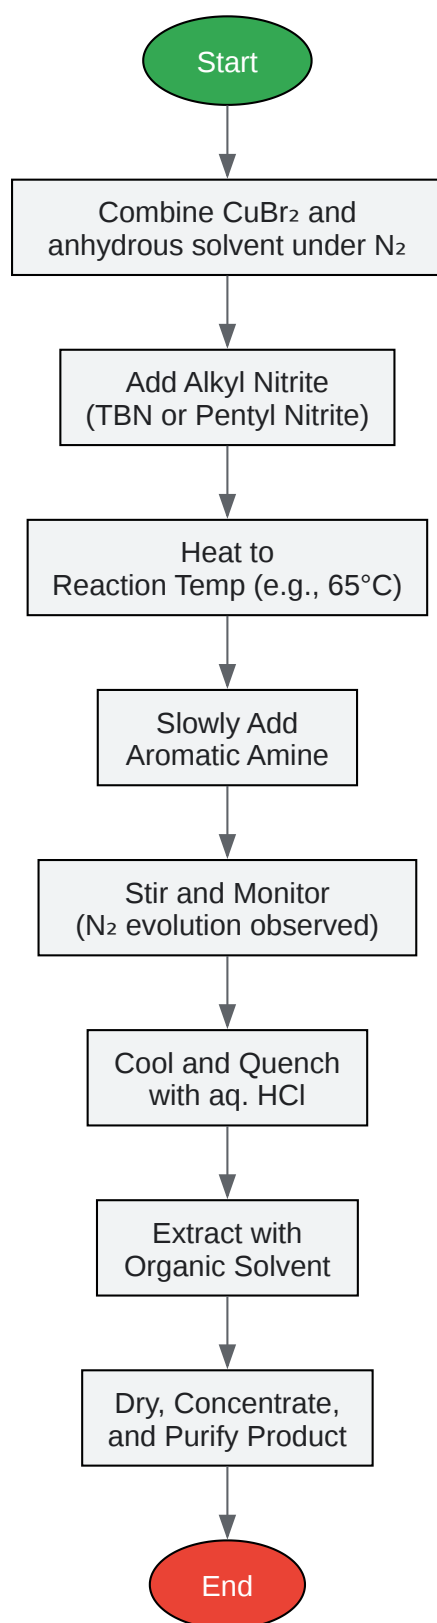 Start
Combine CuBr₂ and
anhydrous solvent under N₂
Add Alkyl Nitrite
(TBN or Pentyl Nitrite)
Heat to
Reaction Temp (e.g., 65°C)
Slowly Add
Aromatic Amine
Stir and Monitor
(N₂ evolution observed)
Cool and Quench
with aq. HCl
Extract with
Organic Solvent
Dry, Concentrate,
and Purify Product
End